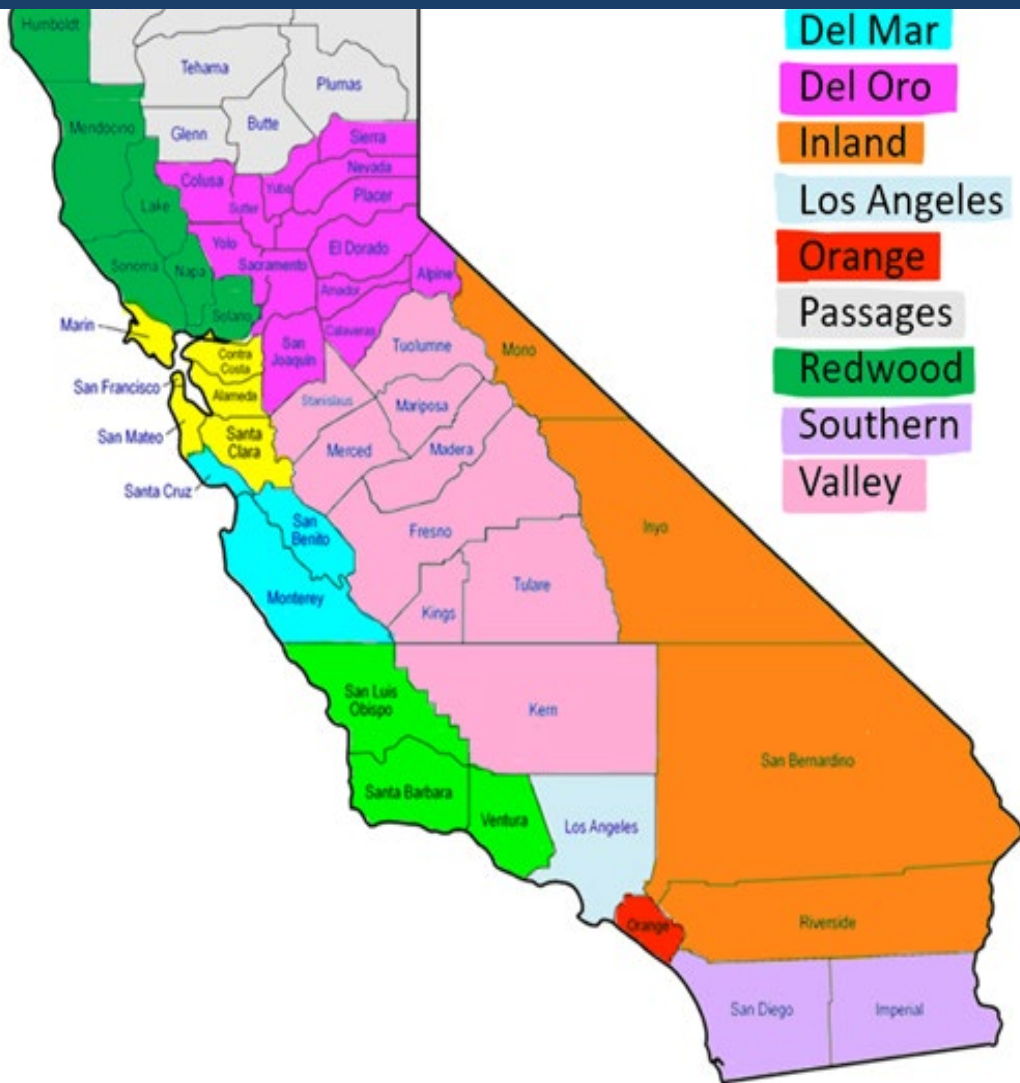 Humboldt
Tehama
Plumas
Mendocino
Glenn
Butte
Sierra
Colusa
Yuba
Nevada
Lake
Sutter
Placer
Yolo
El Dorado
Sonoma
Napa
Sacramento
Alpine
Amador
Solano
Marin
Calaveras
Contra
Costa
San
Joaquin
Tuolumne
Mono
San Francisco
Alameda
Stanislaus
Mariposa
San Mateo
Santa
Clara
Merced
Madera
Santa Cruz
San
Benito
Fresno
Inyo
Monterey
Kings
Tulare
San Luis
Obispo
Kern
San Bernardino
Santa Barbara
Ventura
Los Angeles
Orange
Riverside
San Diego
Imperial
Del Mar
Del Oro
Inland
Los Angeles
Orange
Passages
Redwood
Southern
Valley